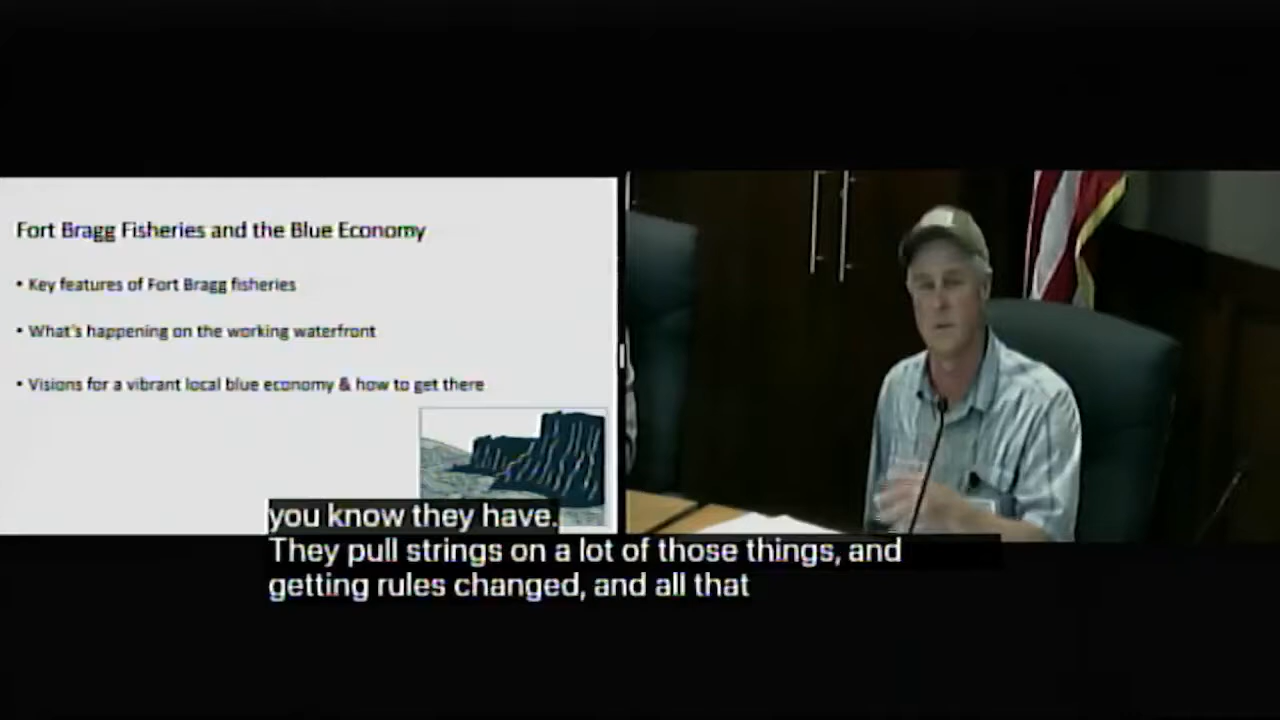 Fort Bragg Fisheries and the Blue Economy
• Key features of Fort Bragg fisheries
• What's happening on the working waterfront
• Visions for a vibrant local blue economy & how to get there
you know they have.
They pull strings on a lot of those things, and
getting rules changed, and all that